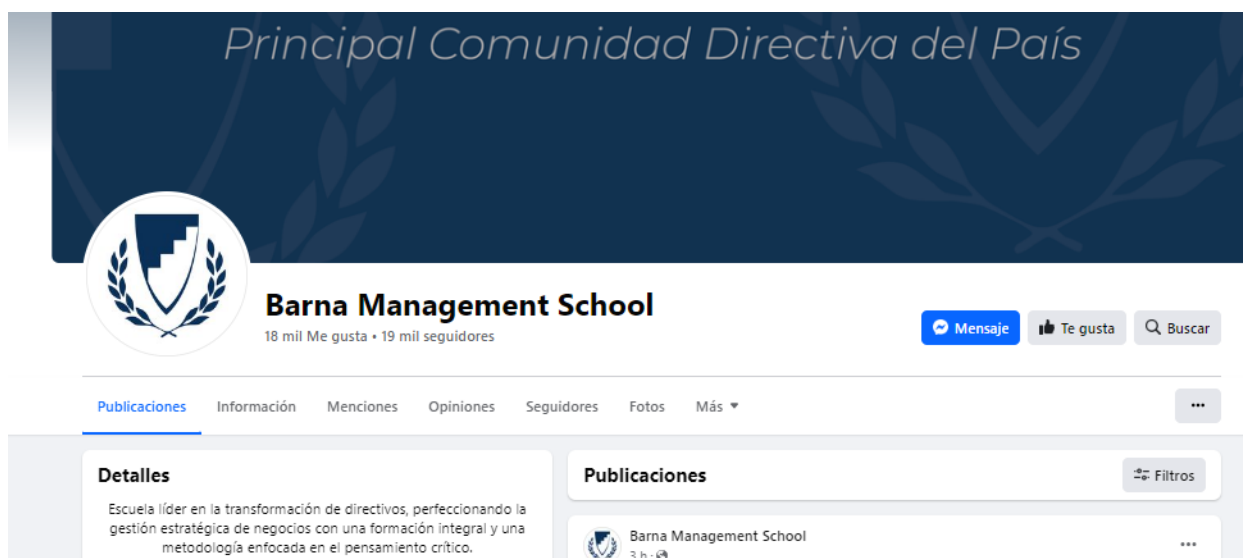 Principal Comunidad Directiva del País
Barna Management School
18 mil Me gusta • 19 mil seguidores
Mensaje
Te gusta
Buscar
Publicaciones
Información
Menciones
Opiniones
Seguidores
Fotos
Más
Detalles
Escuela líder en la transformación de directivos, perfeccionando la
gestión estratégica de negocios con una formación integral y una
metodología enfocada en el pensamiento crítico.
Publicaciones
Filtros
Barna Management School
3 h ·